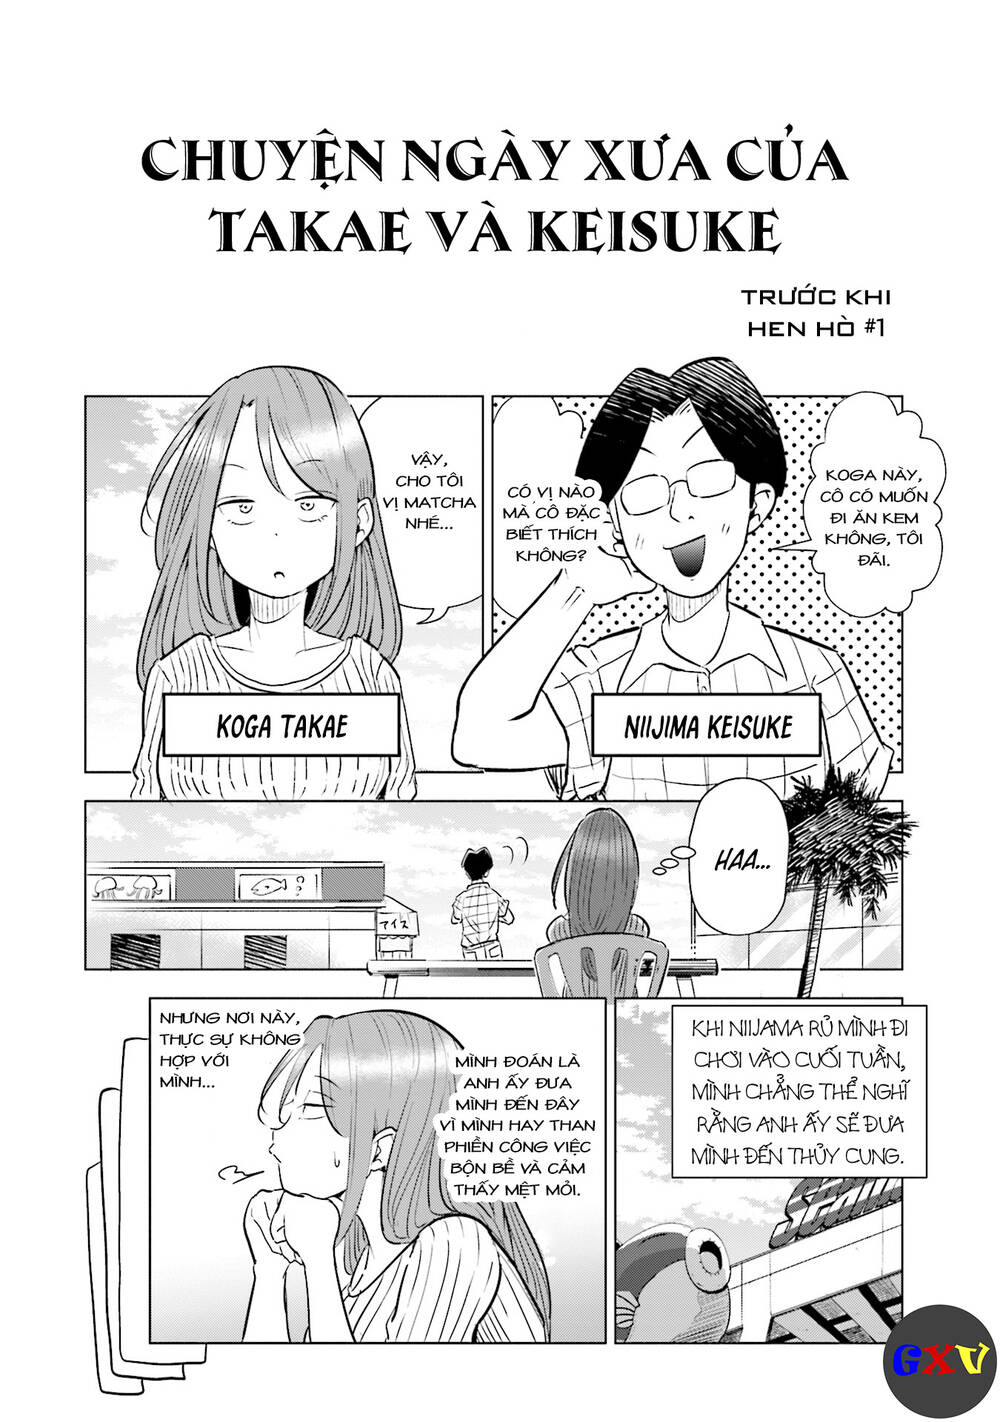 CHUYỆN NGÀY XƯA CỦA
TAKAE VÀ KEISUKE
TRƯỚC KHI
HEN HÒ #1
KOGA NÀY,
CÔ CÓ MUỐN
ĐI ĂN KEM
KHÔNG, TÔI
ĐÃI.
CÓ VỊ NÀO
MÀ CÔ ĐẶC
BIẾT THÍCH
KHÔNG?
NIIJIMA KEISUKE
VẬY,
CHO TÔI
VỊ MATCHA
NHÉ...
KOGA TAKAE
HAA...
アイス
KHI NIIJAMA RỦ MÌNH ĐI
CHƠI VÀO CUỐI TUẦN,
MÌNH CHẲNG THỂ NGHĨ
RẰNG ANH ẤY SẼ ĐƯA
MÌNH ĐẾN THỦY CUNG.
MÌNH ĐOÁN LÀ
ANH ẤY ĐƯA
MÌNH ĐẾN ĐÂY
VÌ MÌNH HAY THAN
PHIỀN CÔNG VIỆC
BỘN BỀ VÀ CẢM
THẤY MỆT MỎI.
NHƯNG NƠI NÀY,
THỰC SỰ KHÔNG
HỢP VỚI
MÌNH...
GXV